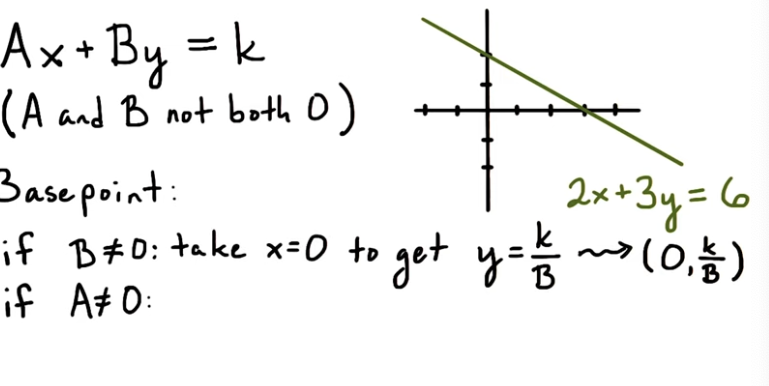 Ax + By = k
(A and B not both 0)
2x+3y = 6
Basepoint:
if B≠0: take x=0 to get y = k/B ⇝ (0, k/B)
if A≠0: